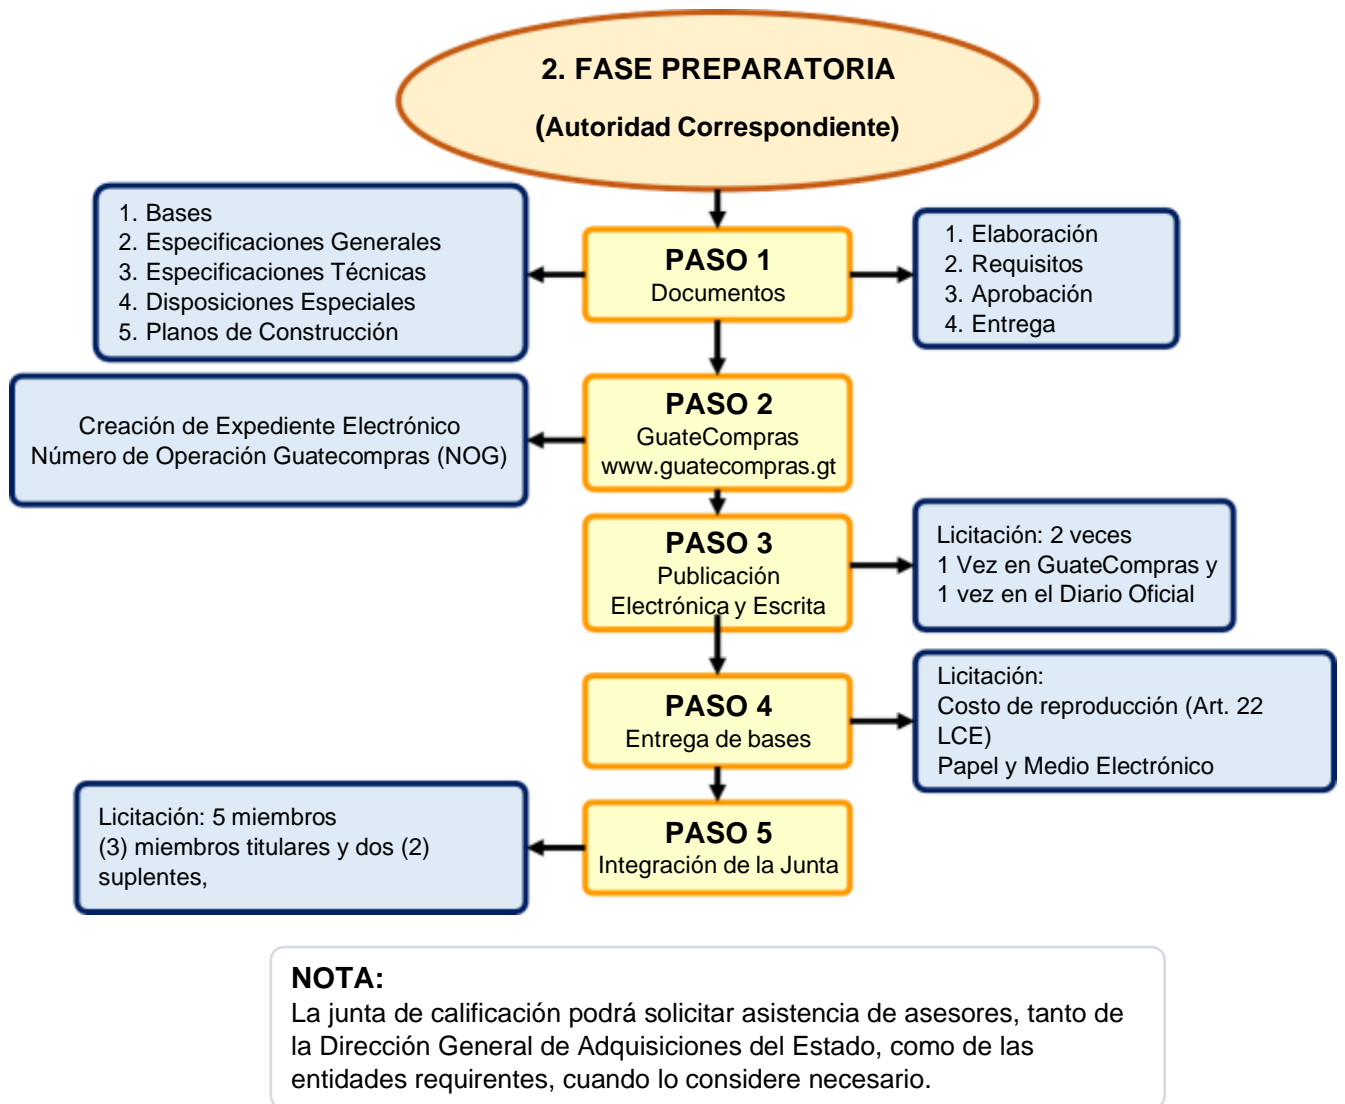 2. FASE PREPARATORIA
(Autoridad Correspondiente)
1. Bases
2. Especificaciones Generales
3. Especificaciones Técnicas
4. Disposiciones Especiales
5. Planos de Construcción
PASO 1
Documentos
1. Elaboración
2. Requisitos
3. Aprobación
4. Entrega
Creación de Expediente Electrónico
Número de Operación Guatecompras (NOG)
PASO 2
GuateCompras
www.guatecompras.gt
PASO 3
Publicación
Electrónica y Escrita
Licitación: 2 veces
1 Vez en GuateCompras y
1 vez en el Diario Oficial
PASO 4
Entrega de bases
Licitación:
Costo de reproducción (Art. 22
LCE)
Papel y Medio Electrónico
Licitación: 5 miembros
(3) miembros titulares y dos (2)
suplentes,
PASO 5
Integración de la Junta
NOTA:
La junta de calificación podrá solicitar asistencia de asesores, tanto de
la Dirección General de Adquisiciones del Estado, como de las
entidades requirentes, cuando lo considere necesario.